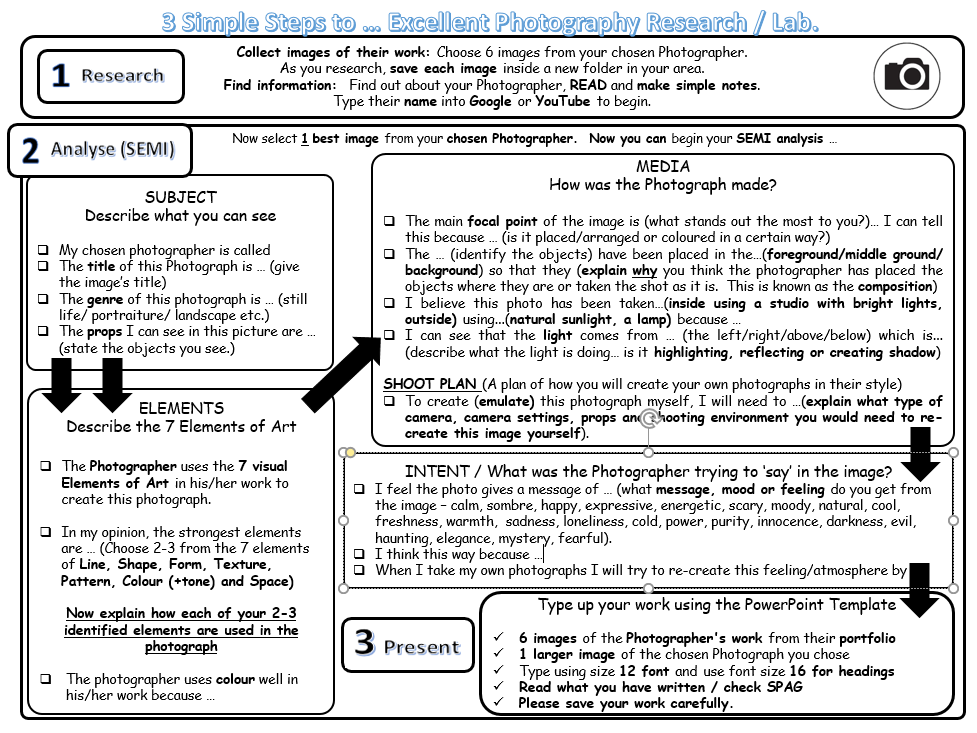 3 Simple Steps to ... Excellent Photography Research / Lab.
1 Research
Collect images of their work: Choose 6 images from your chosen Photographer.
As you research, save each image inside a new folder in your area.
Find information: Find out about your Photographer, READ and make simple notes.
Type their name into Google or YouTube to begin.
2 Analyse (SEMI)
Now select 1 best image from your chosen Photographer. Now you can begin your SEMI analysis ...
SUBJECT
Describe what you can see
My chosen photographer is called
The title of this Photograph is ... (give
the image's title)
The genre of this photograph is ... (still
life/ portraiture/ landscape etc.)
The props I can see in this picture are ...
(state the objects you see.)
ELEMENTS
Describe the 7 Elements of Art
The Photographer uses the 7 visual
Elements of Art in his/her work to
create this photograph.
In my opinion, the strongest elements
are ... (Choose 2-3 from the 7 elements
of Line, Shape, Form, Texture,
Pattern, Colour (+tone) and Space)
Now explain how each of your 2-3
identified elements are used in the
photograph
The photographer uses colour well in
his/her work because ...
MEDIA
How was the Photograph made?
The main focal point of the image is (what stands out the most to you?)... I can tell
this because ... (is it placed/arranged or coloured in a certain way?)
The ... (identify the objects) have been placed in the...(foreground/middle ground/
background) so that they (explain why you think the photographer has placed the
objects where they are or taken the shot as it is. This is known as the composition)
I believe this photo has been taken...(inside using a studio with bright lights,
outside) using...(natural sunlight, a lamp) because ...
I can see that the light comes from ... (the left/right/above/below) which is...
(describe what the light is doing... is it highlighting, reflecting or creating shadow)
SHOOT PLAN (A plan of how you will create your own photographs in their style)
To create (emulate) this photograph myself, I will need to ...(explain what type of
camera, camera settings, props and shooting environment you would need to re-
create this image yourself).
INTENT / What was the Photographer trying to 'say' in the image?
I feel the photo gives a message of ... (what message, mood or feeling do you get from
the image – calm, sombre, happy, expressive, energetic, scary, moody, natural, cool,
freshness, warmth, sadness, loneliness, cold, power, purity, innocence, darkness, evil,
haunting, elegance, mystery, fearful).
I think this way because ...
When I take my own photographs I will try to re-create this feeling/atmosphere by
3 Present
Type up your work using the PowerPoint Template
6 images of the Photographer's work from their portfolio
1 larger image of the chosen Photograph you chose
Type using size 12 font and use font size 16 for headings
Read what you have written / check SPAG
Please save your work carefully.